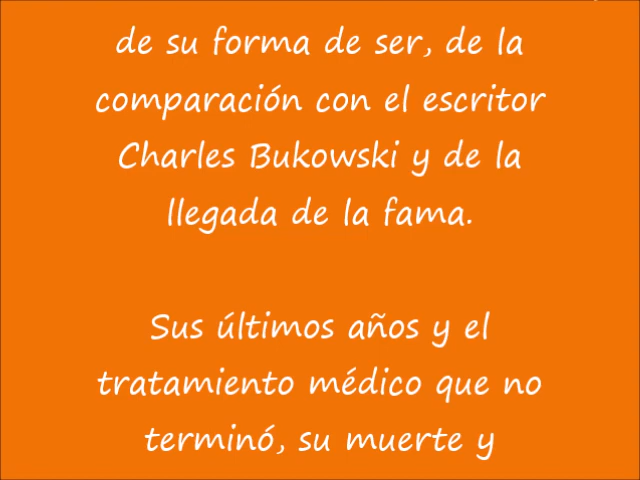 de su forma de ser, de la
comparación con el escritor
Charles Bukowski y de la
llegada de la fama.
Sus últimos años y el
tratamiento médico que no
terminó, su muerte y